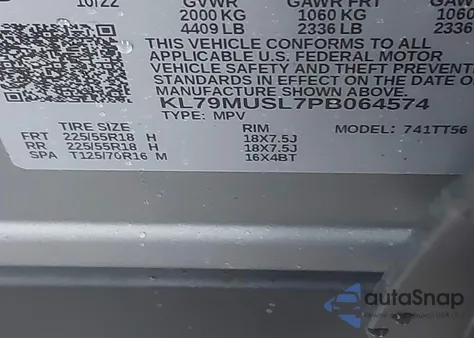 10/22 GVWR GAWR FRT GAWR
2000 KG 1060 KG 1060
4409 LB 2336 LB 2336
THIS VEHICLE CONFORMS TO ALL
APPLICABLE U.S. FEDERAL MOTOR
VEHICLE SAFETY AND THEFT PREVENT
STANDARDS IN EFFECT ON THE DATE O
MANUFACTURE SHOWN ABOVE.
KL79MUSL7PB064574
TYPE: MPV
TIRE SIZE RIM MODEL: 741TT56
FRT 225/55R18 H 18X7.5J
RR 225/55R18 H 18X7.5J
SPA T125/70R16 M 16X4BT
autoSnap